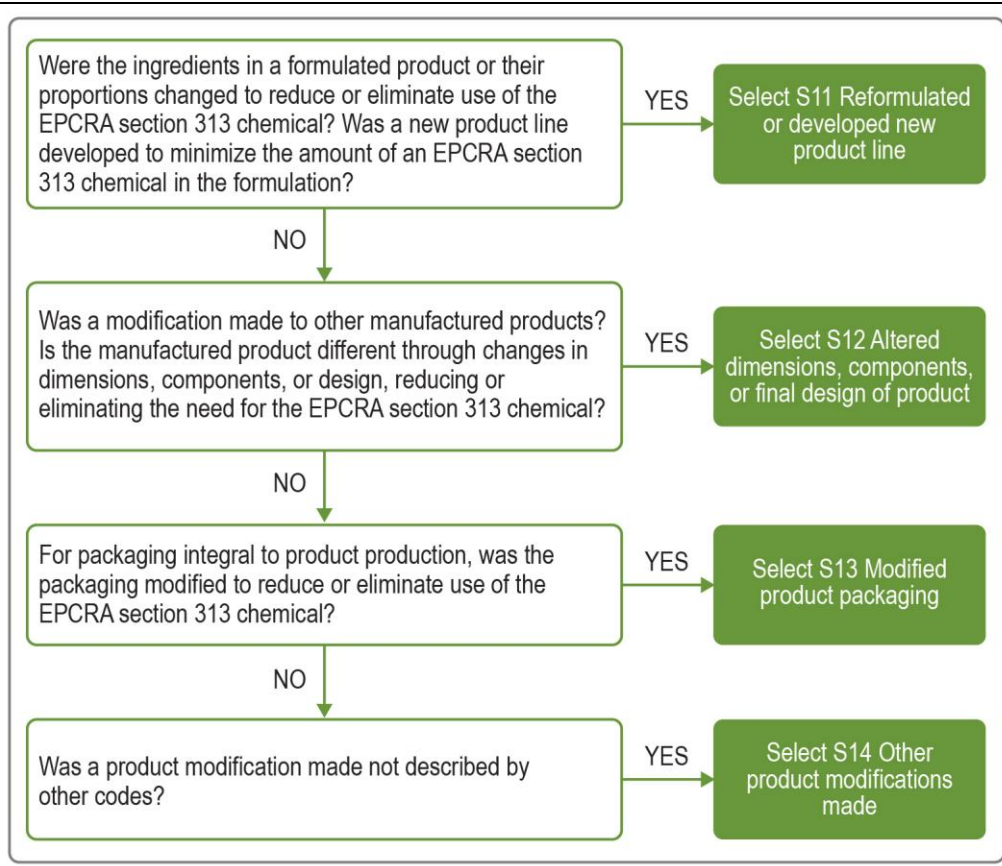 Were the ingredients in a formulated product or their
proportions changed to reduce or eliminate use of the
EPCRA section 313 chemical? Was a new product line
developed to minimize the amount of an EPCRA section
313 chemical in the formulation?
YES
Select S11 Reformulated
or developed new
product line
NO
Was a modification made to other manufactured products?
Is the manufactured product different through changes in
dimensions, components, or design, reducing or
eliminating the need for the EPCRA section 313 chemical?
YES
Select S12 Altered
dimensions, components,
or final design of product
NO
For packaging integral to product production, was the
packaging modified to reduce or eliminate use of the
EPCRA section 313 chemical?
YES
Select S13 Modified
product packaging
NO
Was a product modification made not described by
other codes?
YES
Select S14 Other
product modifications
made